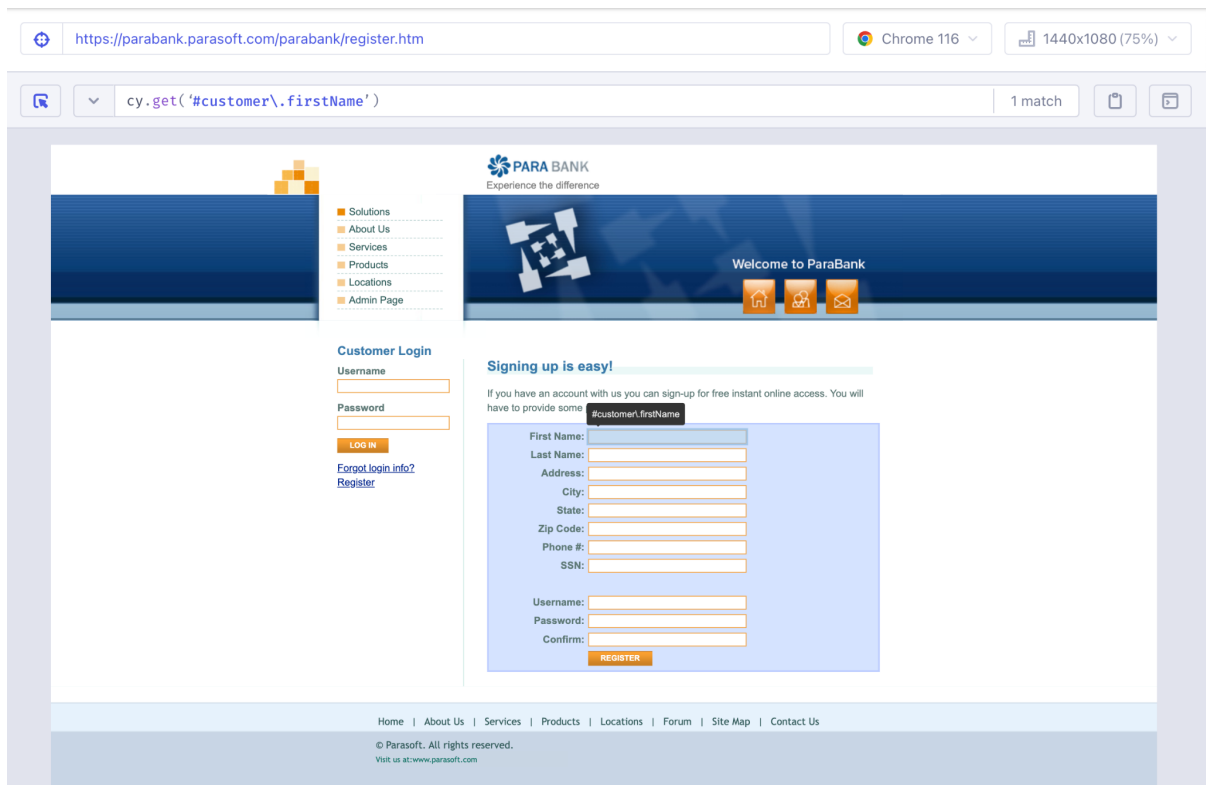 https://parabank.parasoft.com/parabank/register.htm
Chrome 116
1440x1080 (75%)
cy.get(‘#customer\.firstName’)
1 match
PARA BANK
Experience the difference
Solutions
About Us
Services
Products
Locations
Admin Page
Welcome to ParaBank
Customer Login
Username
Password
LOG IN
Forgot login info?
Register
Signing up is easy!
If you have an account with us you can sign-up for free instant online access. You will
have to provide some
#customer\.firstName
First Name:
Last Name:
Address:
City:
State:
Zip Code:
Phone #:
SSN:
Username:
Password:
Confirm:
REGISTER
Home | About Us | Services | Products | Locations | Forum | Site Map | Contact Us
© Parasoft. All rights reserved.
Visit us at:www.parasoft.com